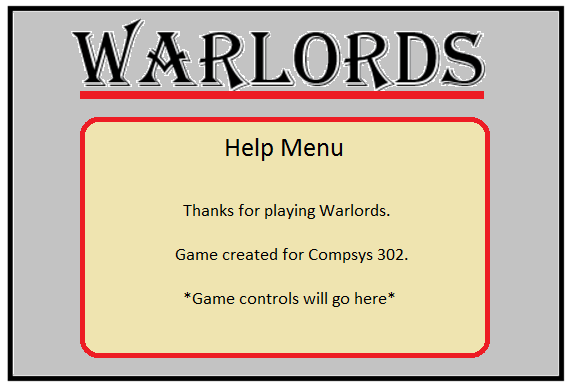 WARLORDS
Help Menu
Thanks for playing Warlords.
Game created for Compsys 302.
*Game controls will go here*